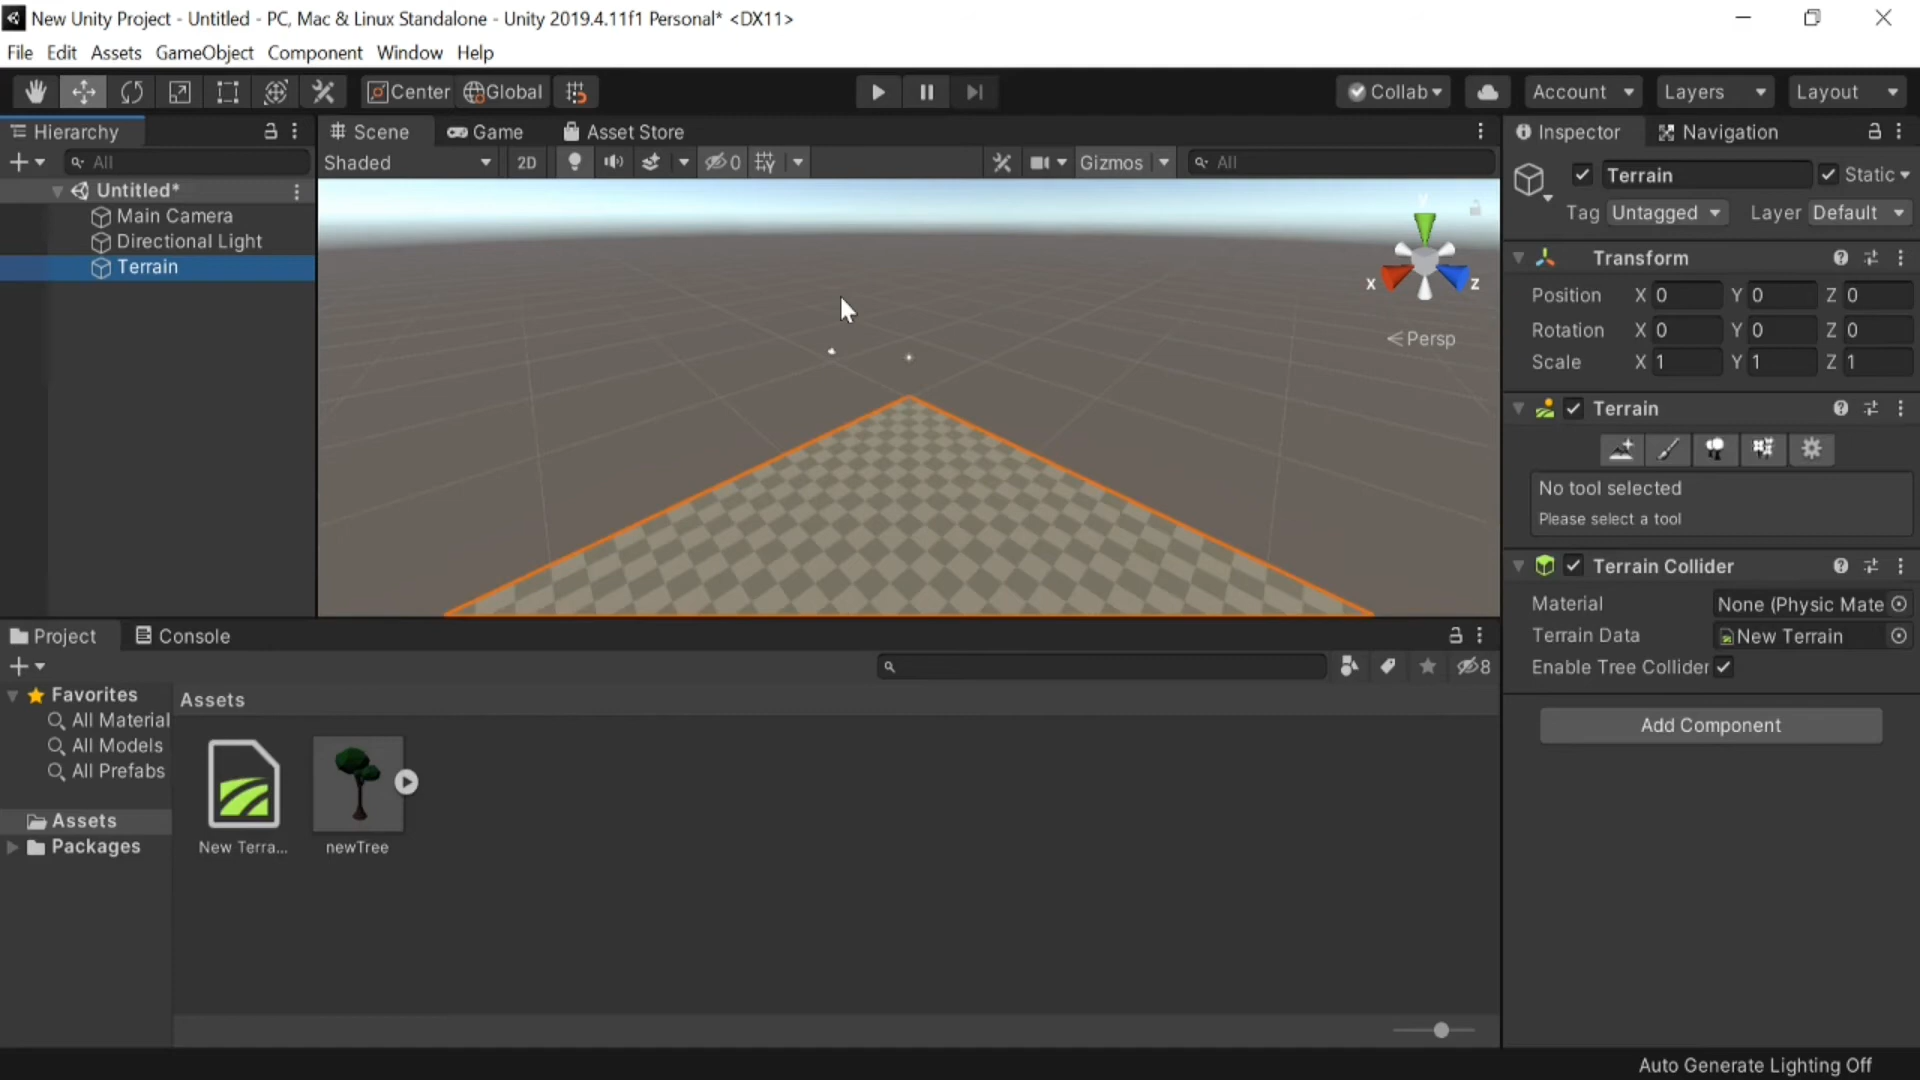 New Unity Project - Untitled - PC, Mac & Linux Standalone - Unity 2019.4.11f1 Personal* <DX11>
File Edit Assets GameObject Component Window Help
Center Global Collab Account Layers Layout
Hierarchy
All
Untitled*
Main Camera
Directional Light
Terrain
Scene Game Asset Store
Shaded 2D 0 Gizmos All
y
x z
Persp
Inspector Navigation
Terrain Static
Tag Untagged Layer Default
Transform
Position X 0 Y 0 Z 0
Rotation X 0 Y 0 Z 0
Scale X 1 Y 1 Z 1
Terrain
No tool selected
Please select a tool
Terrain Collider
Material None (Physic Mate
Terrain Data New Terrain
Enable Tree Collider
Add Component
Project Console
8
Favorites
All Material
All Models
All Prefabs
Assets
Packages
Assets
New Terra...
newTree
Auto Generate Lighting Off